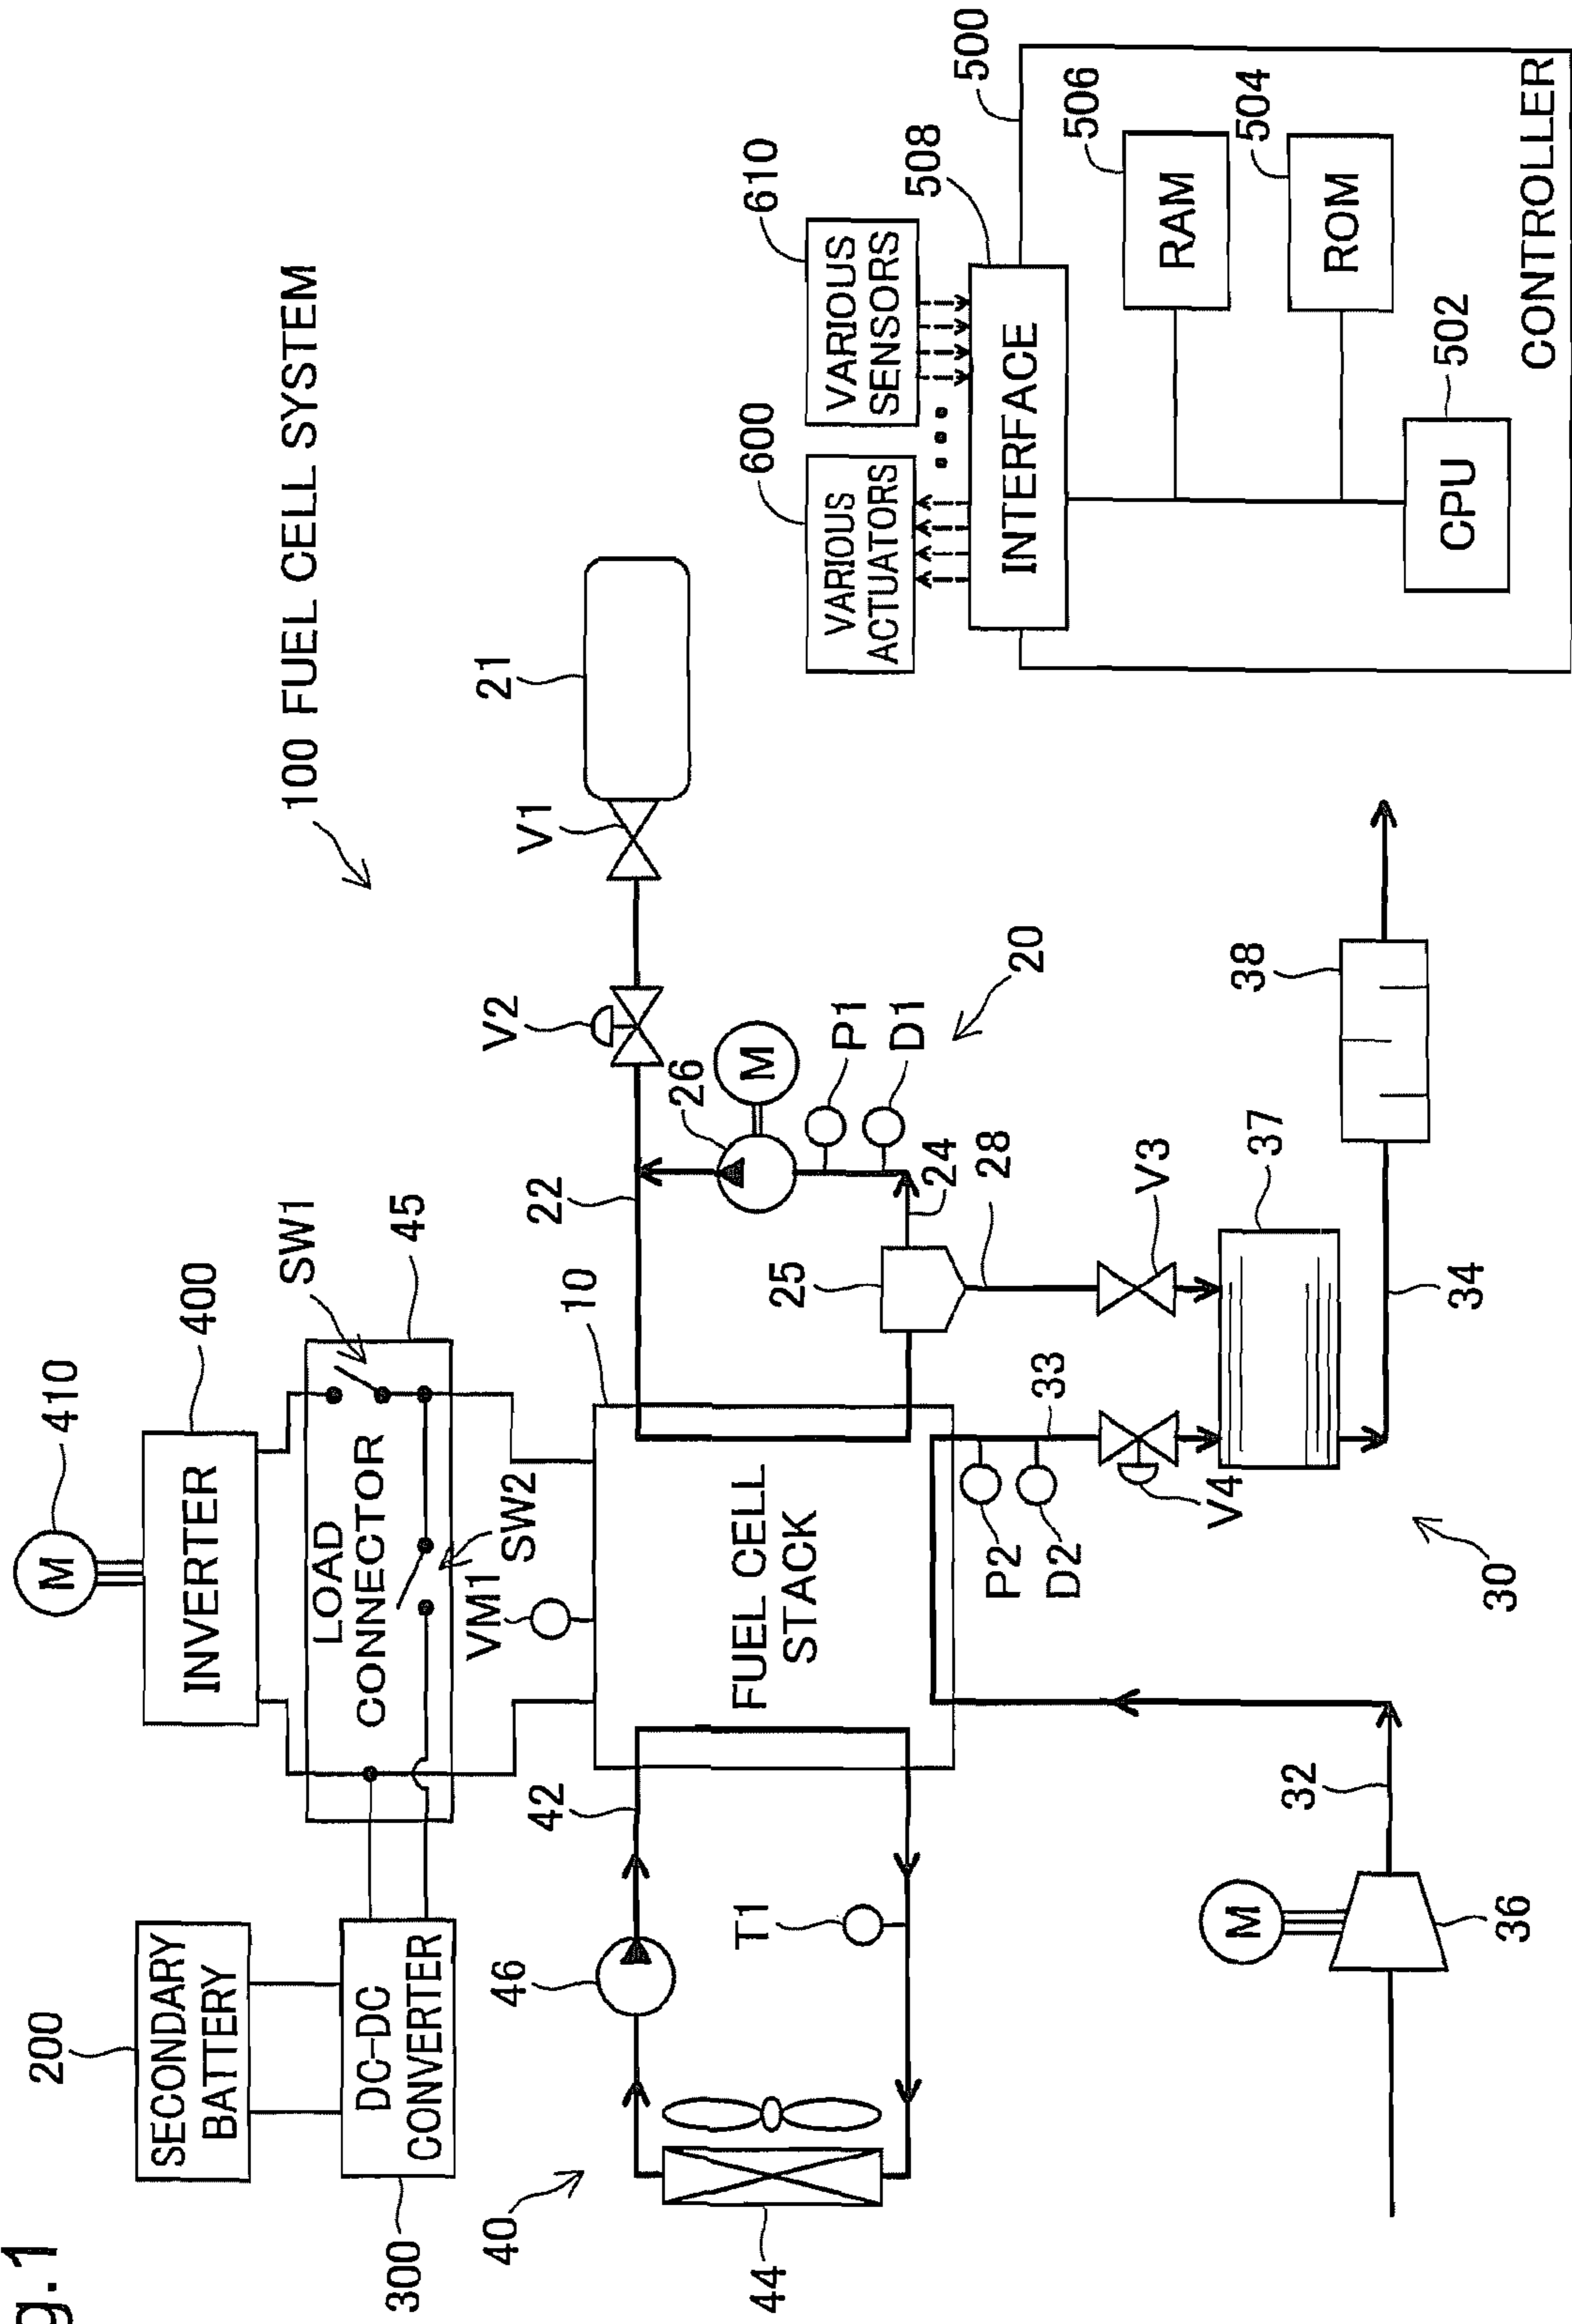 g.1
100 FUEL CELL SYSTEM
410
M
400
INVERTER
SW1
45
LOAD
CONNECTOR
SW2
VM1
200
SECONDARY
BATTERY
300
DC-DC
CONVERTER
10
FUEL CELL
STACK
40
42
44
46
T1
22
V2
V1
21
26
M
P1
D1
20
24
25
28
V3
33
P2
D2
V4
37
30
34
38
32
M
36
600
VARIOUS
ACTUATORS
610
VARIOUS
SENSORS
508
INTERFACE
500
506
RAM
504
ROM
502
CPU
CONTROLLER